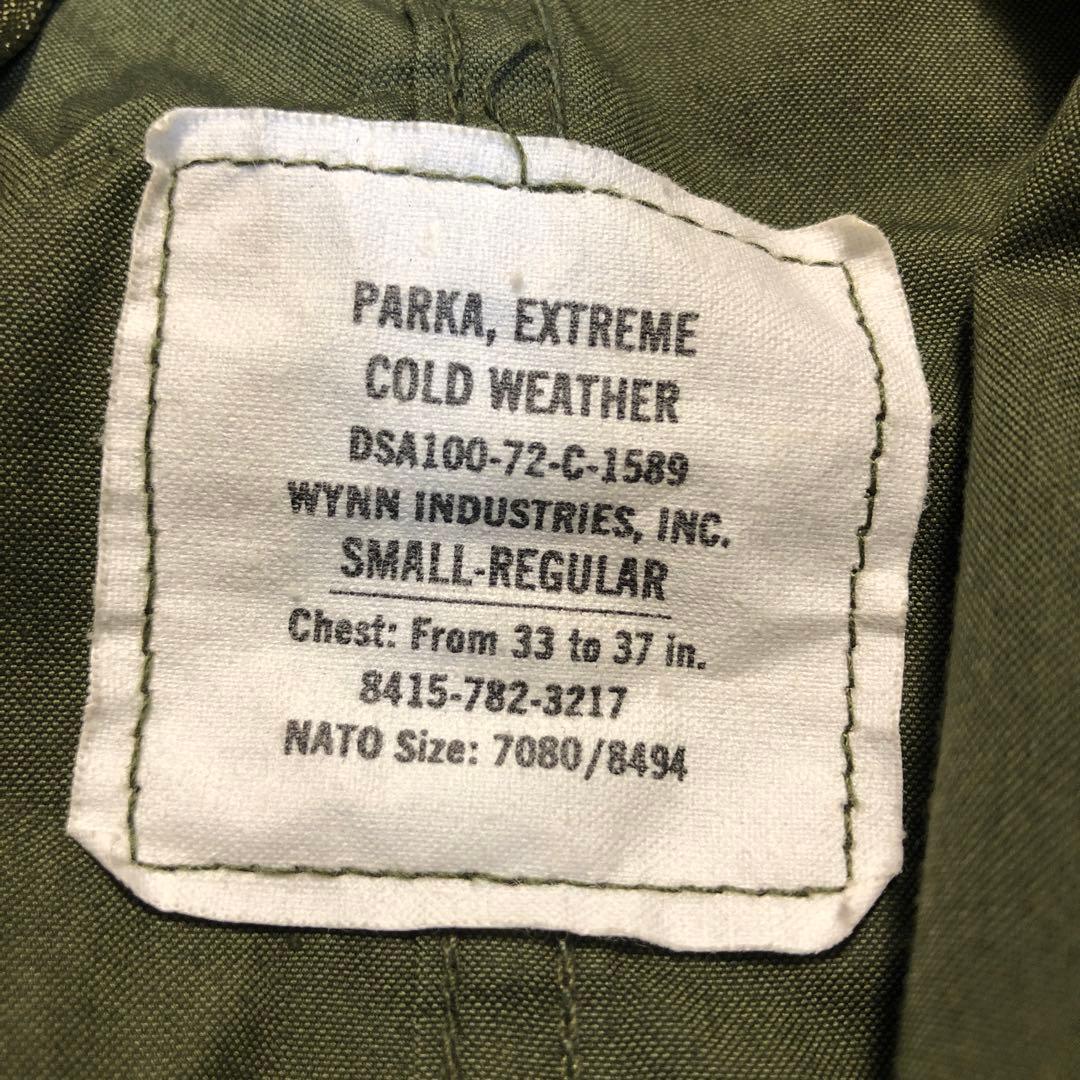 PARKA, EXTREME
COLD WEATHER
DSA100-72-C-1589
WYNN INDUSTRIES, INC.
SMALL-REGULAR
Chest: From 33 to 37 in.
8415-782-3217
NATO Size: 7080/8494